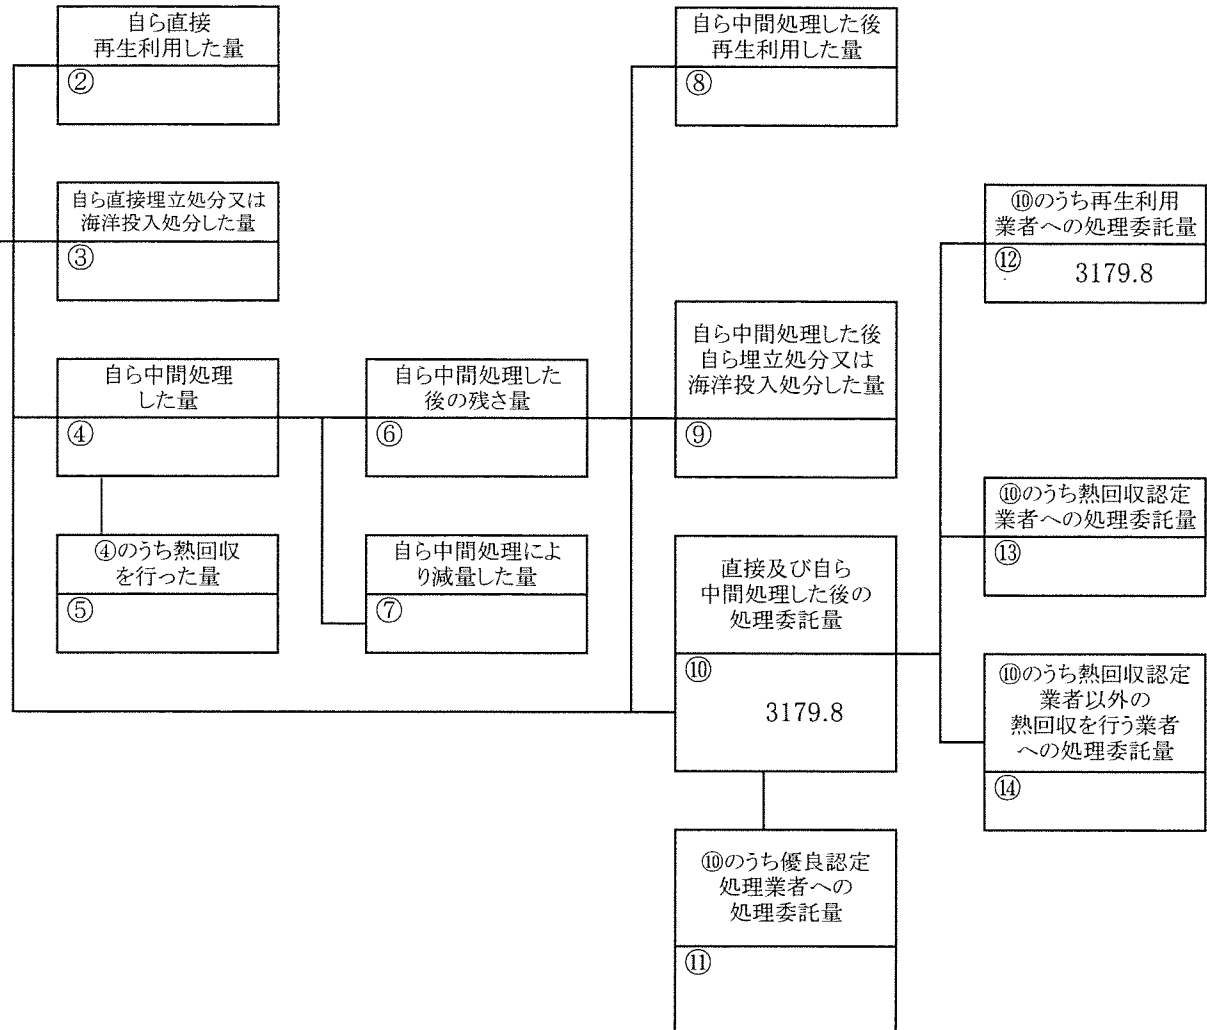 自ら直接
再生利用した量
②
自ら直接埋立処分又は
海洋投入処分した量
③
自ら中間処理
した量
④
④のうち熱回収
を行った量
⑤
自ら中間処理した
後の残さ量
⑥
自ら中間処理によ
り減量した量
⑦
自ら中間処理した後
再生利用した量
⑧
自ら中間処理した後
自ら埋立処分又は
海洋投入処分した量
⑨
直接及び自ら
中間処理した後の
処理委託量
⑩
3179.8
⑩のうち優良認定
処理業者への
処理委託量
⑪
⑩のうち再生利用
業者への処理委託量
⑫ 3179.8
⑩のうち熱回収認定
業者への処理委託量
⑬
⑩のうち熱回収認定
業者以外の
熱回収を行う業者
への処理委託量
⑭